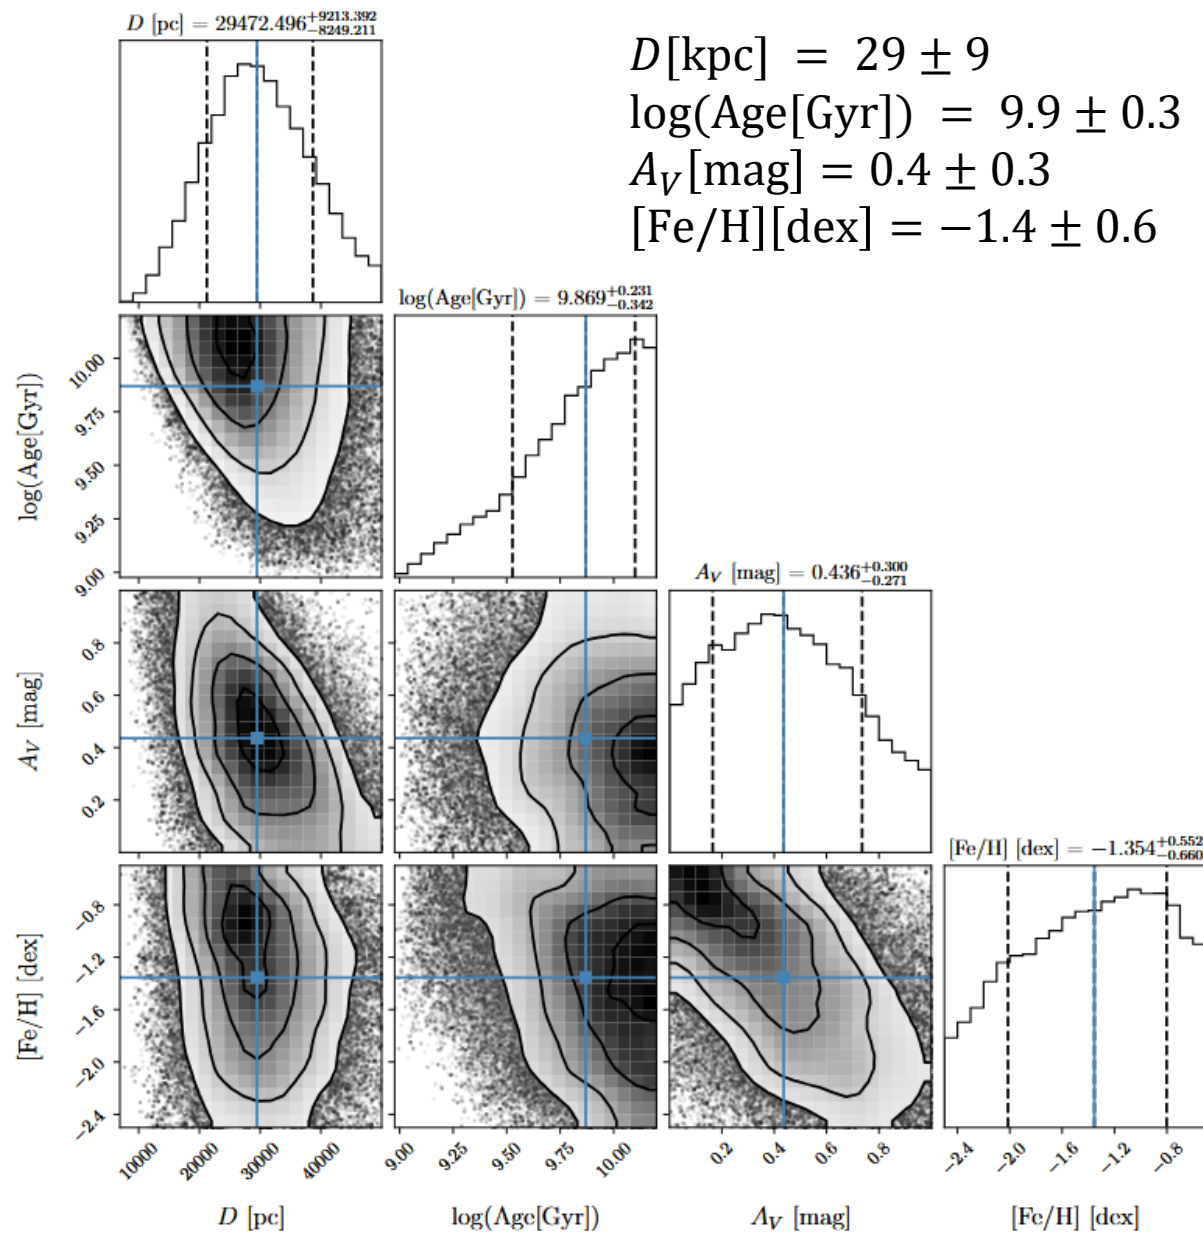 D [pc] = 29472.496+9213.392 −8249.211
D[kpc] = 29 ± 9
log(Age[Gyr]) = 9.9 ± 0.3
A_V[mag] = 0.4 ± 0.3
[Fe/H][dex] = −1.4 ± 0.6
log(Age[Gyr]) = 9.869+0.231 −0.342
log(Age[Gyr])
10.00
9.75
9.50
9.25
9.00
A_V [mag] = 0.436+0.300 −0.271
A_V [mag]
0.8
0.6
0.4
0.2
[Fe/H] [dex] = −1.354+0.552 −0.660
[Fe/H] [dex]
−0.8
−1.2
−1.6
−2.0
−2.4
10000 20000 30000 40000
9.00 9.25 9.50 9.75 10.00
0.2 0.4 0.6 0.8
−2.4 −2.0 −1.6 −1.2 −0.8
D [pc]
log(Age[Gyr])
A_V [mag]
[Fe/H] [dex]